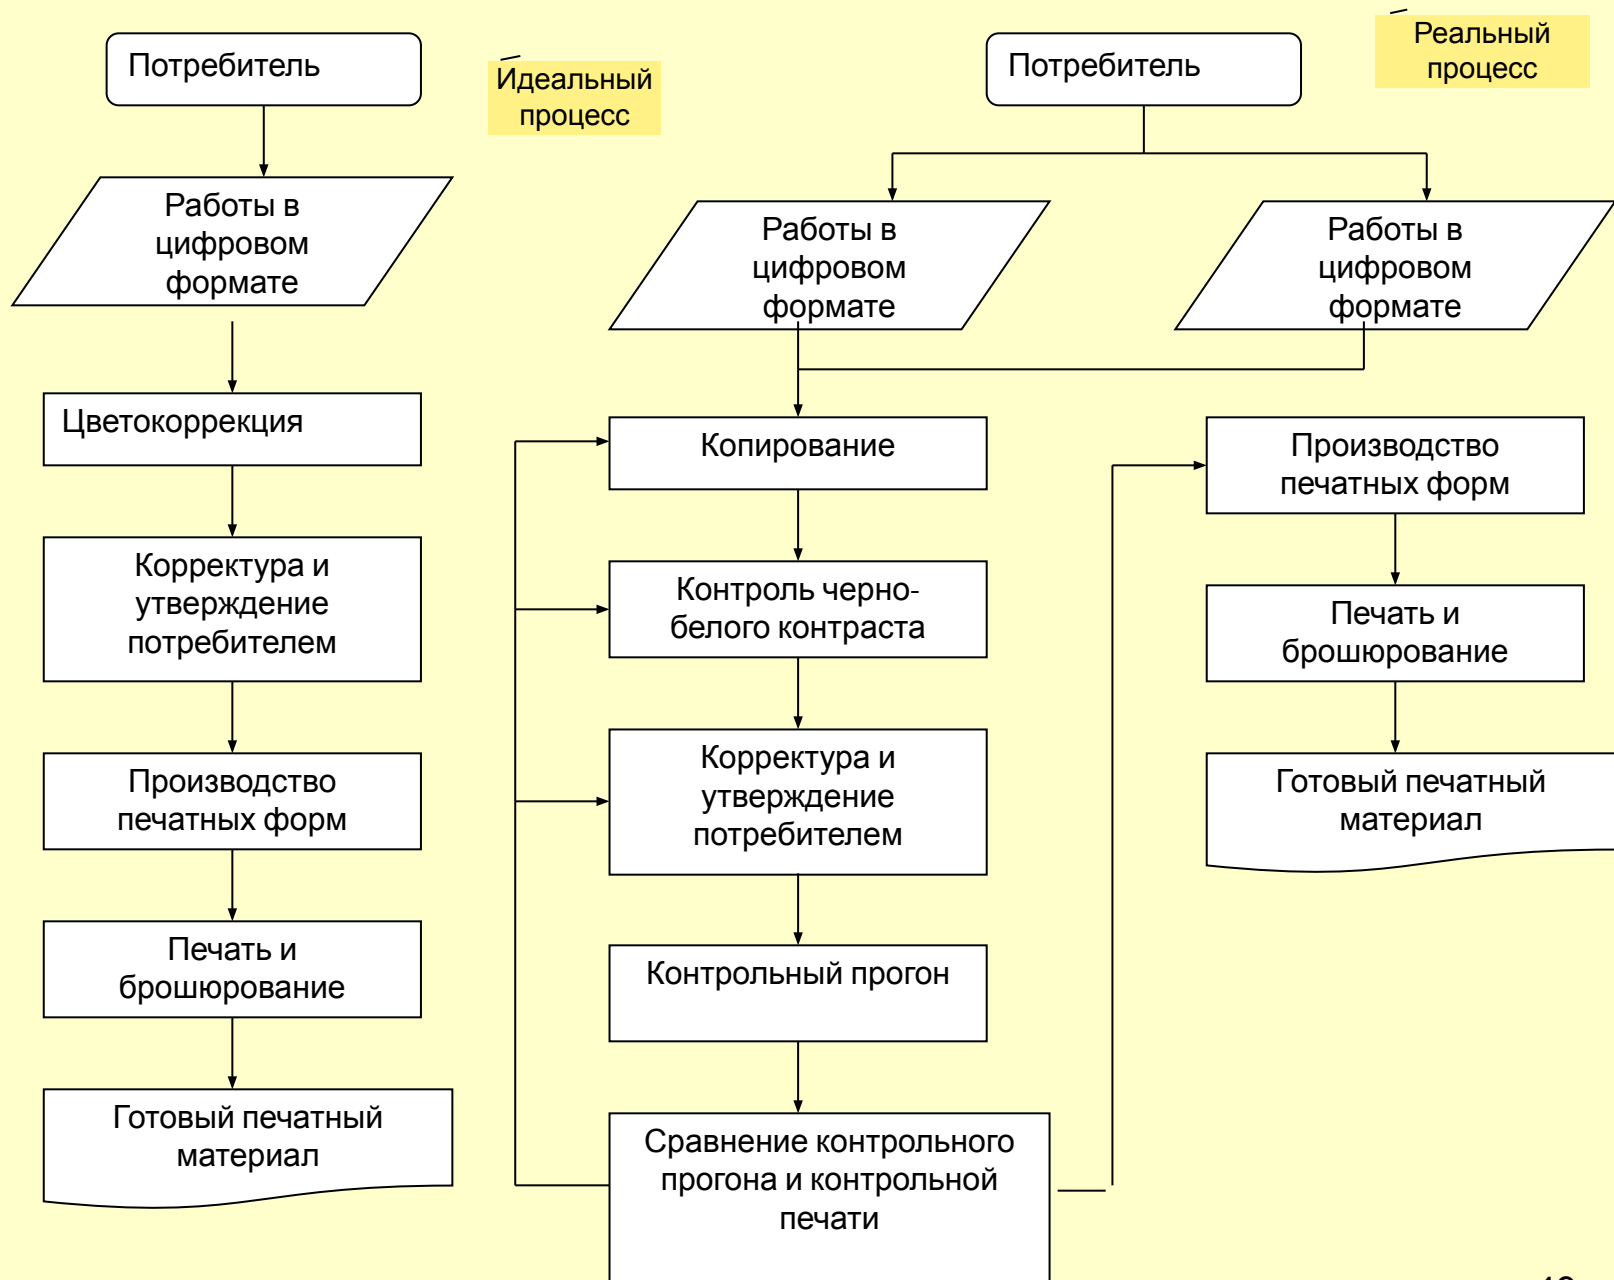 Потребитель
Идеальный
процесс
Работы в
цифровом
формате
Цветокоррекция
Корректура и
утверждение
потребителем
Производство
печатных форм
Печать и
брошюрование
Готовый печатный
материал
Потребитель
Реальный
процесс
Работы в
цифровом
формате
Работы в
цифровом
формате
Копирование
Контроль черно-
белого контраста
Корректура и
утверждение
потребителем
Контрольный прогон
Сравнение контрольного
прогона и контрольной
печати
Производство
печатных форм
Печать и
брошюрование
Готовый печатный
материал